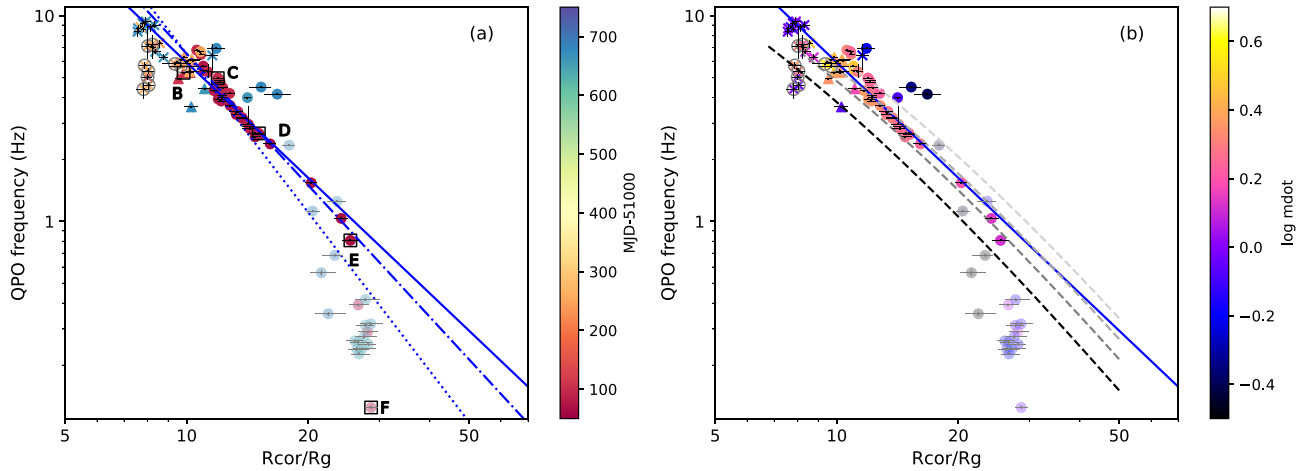 (a)
10
1
QPO frequency (Hz)
5
10
20
50
Rcor/Rg
B
C
D
E
F
700
600
500
400
300
200
100
MJD-51000
(b)
10
1
QPO frequency (Hz)
5
10
20
50
Rcor/Rg
0.6
0.4
0.2
0.0
−0.2
−0.4
log mdot